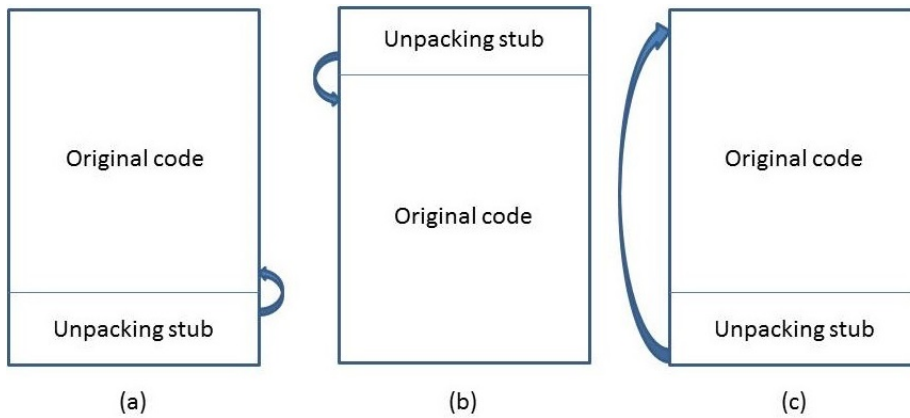 Original code
Unpacking stub
(a)
Unpacking stub
Original code
(b)
Original code
Unpacking stub
(c)